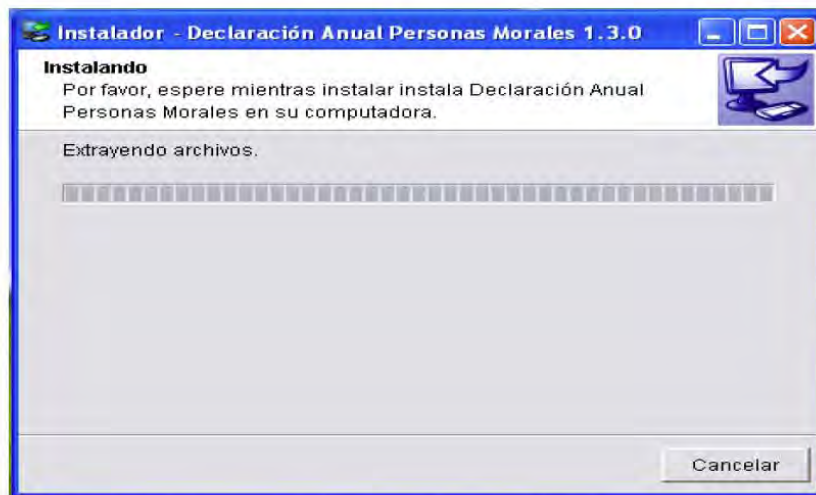 Instalador - Declaración Anual Personas Morales 1.3.0
Instalando
Por favor, espere mientras instalar instala Declaración Anual
Personas Morales en su computadora.
Extrayendo archivos.
Cancelar